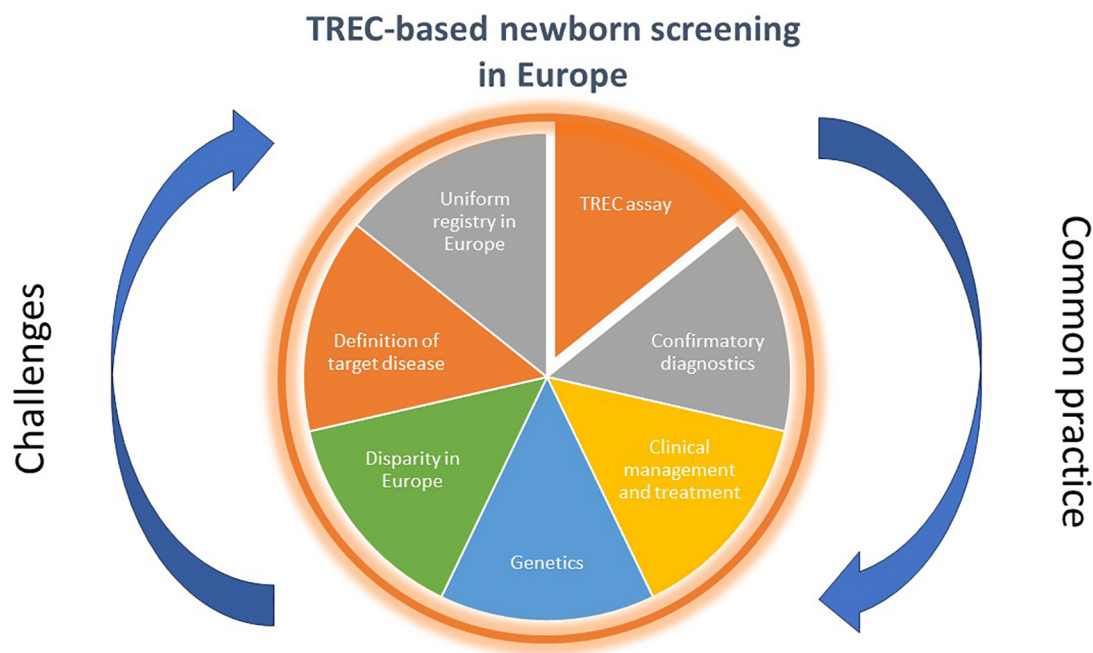 TREC-based newborn screening
in Europe
Uniform
registry in
Europe
TREC assay
Definition of
target disease
Confirmatory
diagnostics
Disparity in
Europe
Clinical
management
and treatment
Genetics
Challenges
Common practice